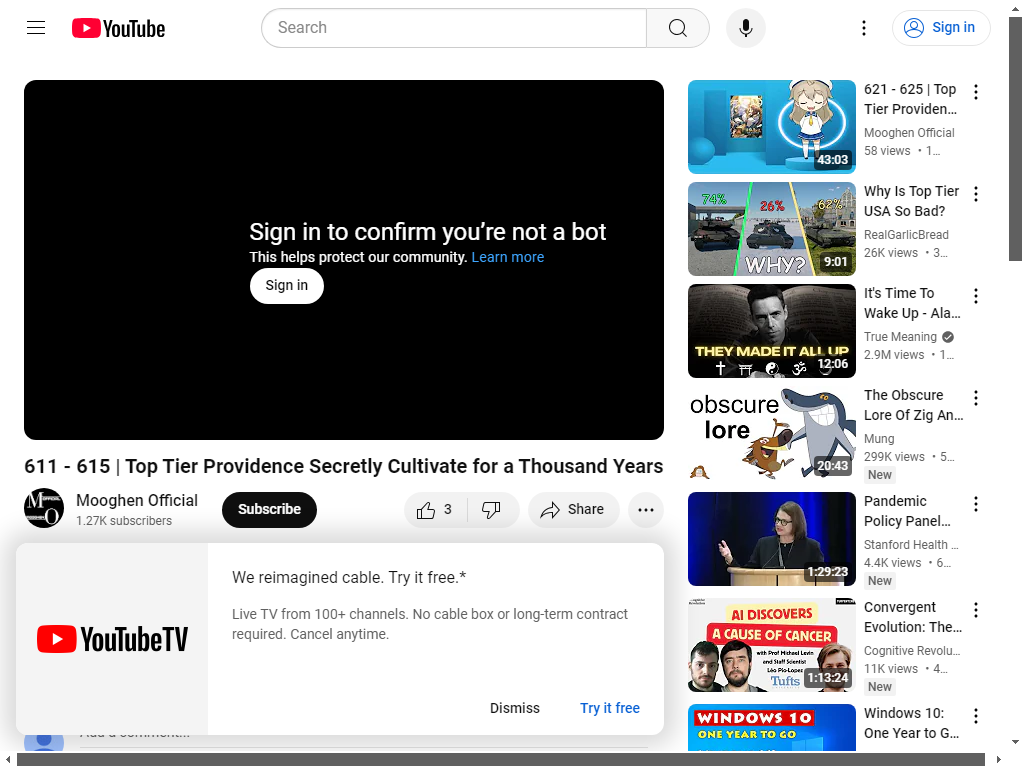 YouTube
Search
Sign in
Sign in to confirm you're not a bot
This helps protect our community. Learn more
Sign in
611 - 615 | Top Tier Providence Secretly Cultivate for a Thousand Years
Mooghen Official
1.27K subscribers
Subscribe
3
Share
We reimagined cable. Try it free.*
Live TV from 100+ channels. No cable box or long-term contract
required. Cancel anytime.
YouTubeTV
Dismiss
Try it free
43:03
621 - 625 | Top
Tier Providen...
Mooghen Official
58 views • 1...
74%
26%
62%
WHY?
9:01
Why Is Top Tier
USA So Bad?
RealGarlicBread
26K views • 3...
THEY MADE IT ALL UP
12:06
It's Time To
Wake Up - Ala...
True Meaning
2.9M views • 1...
obscure
lore
20:43
The Obscure
Lore Of Zig An...
Mung
299K views • 5...
New
1:29:23
Pandemic
Policy Panel...
Stanford Health ...
4.4K views • 6...
New
AI DISCOVERS
A CAUSE OF CANCER
with Prof Michael Levin
and Staff Scientist
Léo Pio-Lopes
Tufts
1:13:24
Convergent
Evolution: The...
Cognitive Revolu...
11K views • 4...
New
WINDOWS 10
ONE YEAR TO GO
Windows 10:
One Year to G...